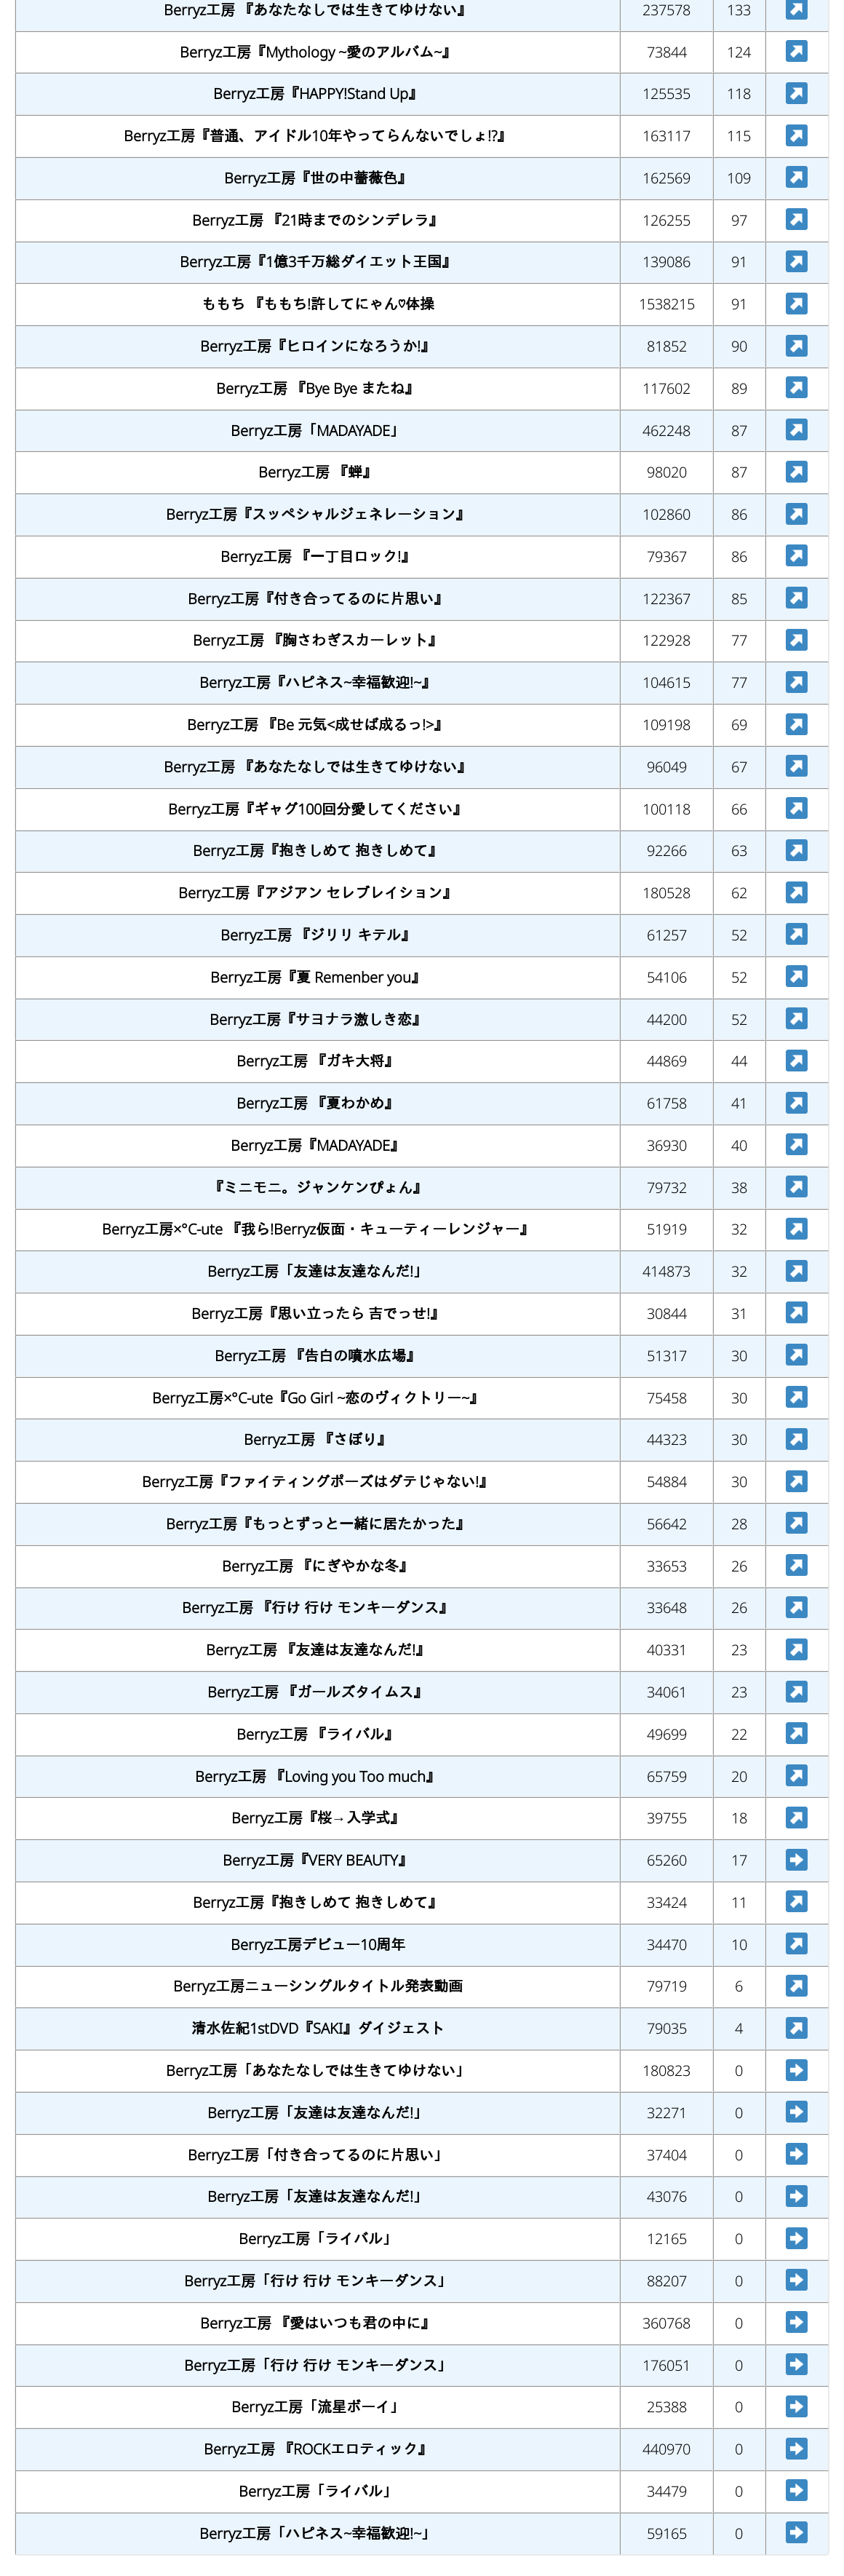 Berryz工房 『あなたなしでは生きてゆけない』 237578 133
Berryz工房『Mythology ~愛のアルバム~』 73844 124
Berryz工房『HAPPY!Stand Up』 125535 118
Berryz工房『普通、アイドル10年やってらんないでしょ!?』 163117 115
Berryz工房『世の中薔薇色』 162569 109
Berryz工房 『21時までのシンデレラ』 126255 97
Berryz工房『1億3千万総ダイエット王国』 139086 91
ももち 『ももち!許してにゃん♡体操 1538215 91
Berryz工房『ヒロインになろうか!』 81852 90
Berryz工房 『Bye Bye またね』 117602 89
Berryz工房「MADAYADE」 462248 87
Berryz工房 『蝉』 98020 87
Berryz工房『スッペシャルジェネレーション』 102860 86
Berryz工房 『一丁目ロック!』 79367 86
Berryz工房『付き合ってるのに片思い』 122367 85
Berryz工房 『胸さわぎスカーレット』 122928 77
Berryz工房『ハピネス~幸福歓迎!~』 104615 77
Berryz工房 『Be 元気<成せば成るっ!>』 109198 69
Berryz工房 『あなたなしでは生きてゆけない』 96049 67
Berryz工房『ギャグ100回分愛してください』 100118 66
Berryz工房『抱きしめて 抱きしめて』 92266 63
Berryz工房『アジアン セレブレイション』 180528 62
Berryz工房 『ジリリ キテル』 61257 52
Berryz工房『夏 Remenber you』 54106 52
Berryz工房『サヨナラ激しき恋』 44200 52
Berryz工房 『ガキ大将』 44869 44
Berryz工房 『夏わかめ』 61758 41
Berryz工房『MADAYADE』 36930 40
『ミニモニ。ジャンケンぴょん』 79732 38
Berryz工房×°C-ute 『我ら!Berryz仮面・キューティーレンジャー』 51919 32
Berryz工房「友達は友達なんだ!」 414873 32
Berryz工房『思い立ったら 吉でっせ!』 30844 31
Berryz工房 『告白の噴水広場』 51317 30
Berryz工房×°C-ute『Go Girl ~恋のヴィクトリー~』 75458 30
Berryz工房 『さぼり』 44323 30
Berryz工房『ファイティングポーズはダテじゃない!』 54884 30
Berryz工房『もっとずっと一緒に居たかった』 56642 28
Berryz工房 『にぎやかな冬』 33653 26
Berryz工房 『行け 行け モンキーダンス』 33648 26
Berryz工房 『友達は友達なんだ!』 40331 23
Berryz工房 『ガールズタイムス』 34061 23
Berryz工房 『ライバル』 49699 22
Berryz工房 『Loving you Too much』 65759 20
Berryz工房『桜→入学式』 39755 18
Berryz工房『VERY BEAUTY』 65260 17
Berryz工房『抱きしめて 抱きしめて』 33424 11
Berryz工房デビュー10周年 34470 10
Berryz工房ニューシングルタイトル発表動画 79719 6
清水佐紀1stDVD『SAKI』ダイジェスト 79035 4
Berryz工房「あなたなしでは生きてゆけない」 180823 0
Berryz工房「友達は友達なんだ!」 32271 0
Berryz工房「付き合ってるのに片思い」 37404 0
Berryz工房「友達は友達なんだ!」 43076 0
Berryz工房「ライバル」 12165 0
Berryz工房「行け 行け モンキーダンス」 88207 0
Berryz工房 『愛はいつも君の中に』 360768 0
Berryz工房「行け 行け モンキーダンス」 176051 0
Berryz工房「流星ボーイ」 25388 0
Berryz工房 『ROCKエロティック』 440970 0
Berryz工房「ライバル」 34479 0
Berryz工房「ハピネス~幸福歓迎!~」 59165 0